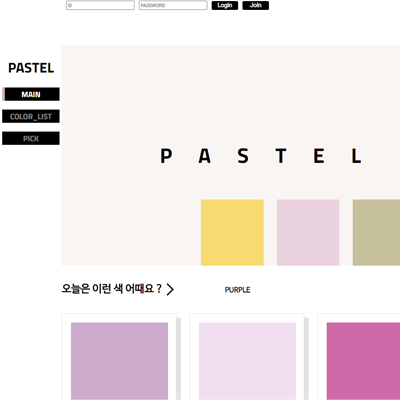 ID PASSWORD Login Join
PASTEL
MAIN
COLOR_LIST
PICK
P A S T E L
오늘은 이런 색 어때요 ? PURPLE